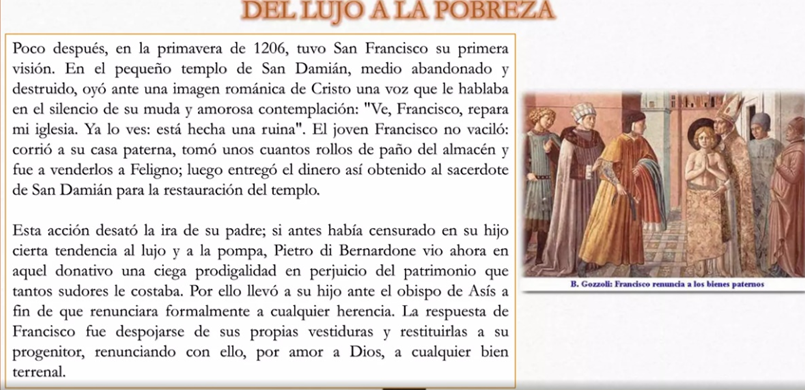 DEL LUJO A LA POBREZA
Poco después, en la primavera de 1206, tuvo San Francisco su primera
visión. En el pequeño templo de San Damián, medio abandonado y
destruido, oyó ante una imagen románica de Cristo una voz que le hablaba
en el silencio de su muda y amorosa contemplación: "Ve, Francisco, repara
mi iglesia. Ya lo ves: está hecha una ruina". El joven Francisco no vaciló:
corrió a su casa paterna, tomó unos cuantos rollos de paño del almacén y
fue a venderlos a Feligno; luego entregó el dinero así obtenido al sacerdote
de San Damián para la restauración del templo.
Esta acción desató la ira de su padre; si antes había censurado en su hijo
cierta tendencia al lujo y a la pompa, Pietro di Bernardone vio ahora en
aquel donativo una ciega prodigalidad en perjuicio del patrimonio que
tantos sudores le costaba. Por ello llevó a su hijo ante el obispo de Asís a
fin de que renunciara formalmente a cualquier herencia. La respuesta de
Francisco fue despojarse de sus propias vestiduras y restituirlas a su
progenitor, renunciando con ello, por amor a Dios, a cualquier bien
terrenal.
B. Gozzoli: Francisco renuncia a los bienes paternos